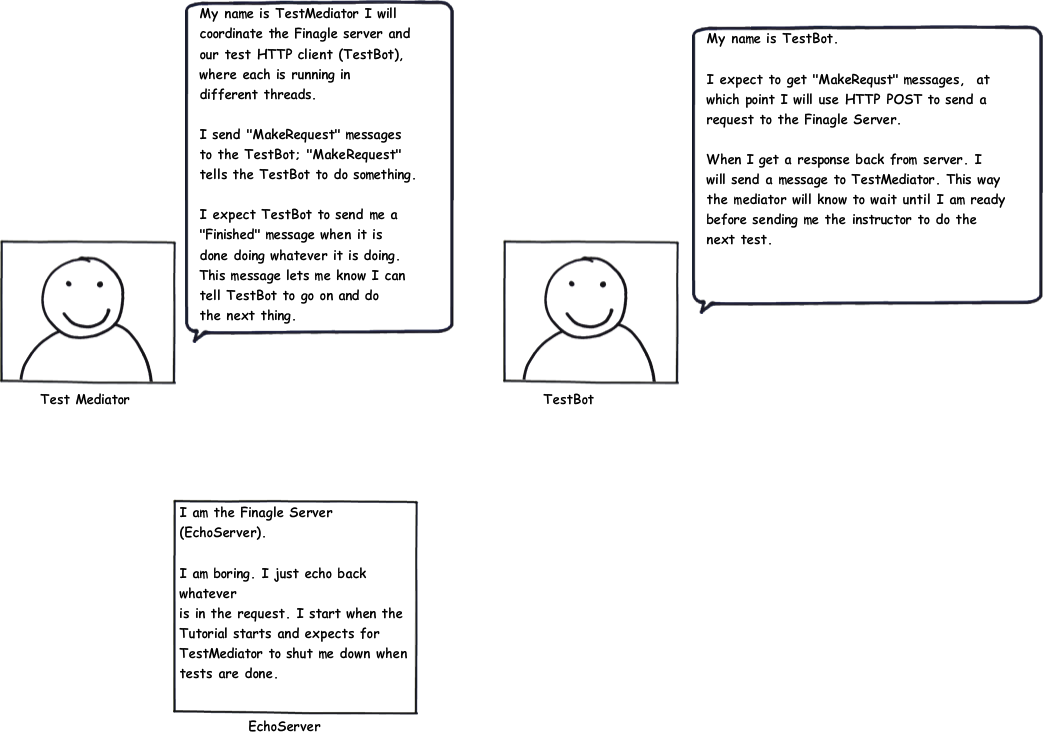 My name is TestMediator I will
coordinate the Finagle server and
our test HTTP client (TestBot),
where each is running in
different threads.
I send "MakeRequest" messages
to the TestBot; "MakeRequest"
tells the TestBot to do something.
I expect TestBot to send me a
"Finished" message when it is
done doing whatever it is doing.
This message lets me know I can
tell TestBot to go on and do
the next thing.
Test Mediator
My name is TestBot.
I expect to get "MakeRequst" messages,  at
which point I will use HTTP POST to send a
request to the Finagle Server.
When I get a response back from server. I
will send a message to TestMediator. This way
the mediator will know to wait until I am ready
before sending me the instructor to do the
next test.
TestBot
I am the Finagle Server
(EchoServer).
I am boring. I just echo back
whatever
is in the request. I start when the
Tutorial starts and expects for
TestMediator to shut me down when
tests are done.
EchoServer